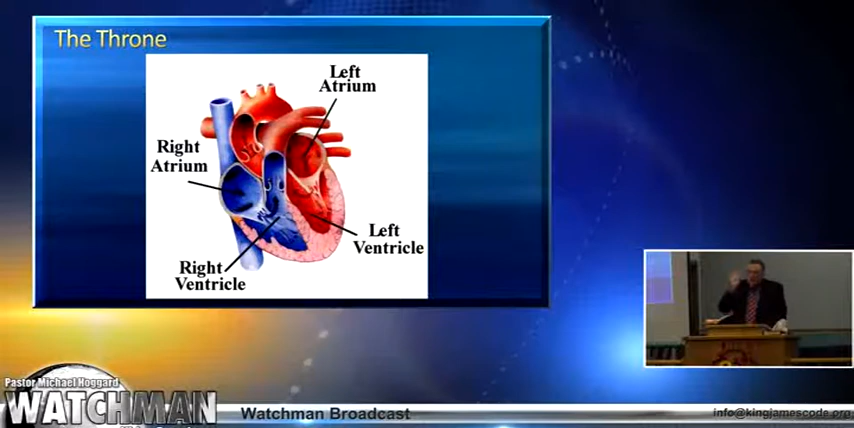 The Throne
Left
Atrium
Right
Atrium
Left
Ventricle
Right
Ventricle
Pastor Michael Hoggard
WATCHMAN
Watchman Broadcast
info@kingjamescode.org